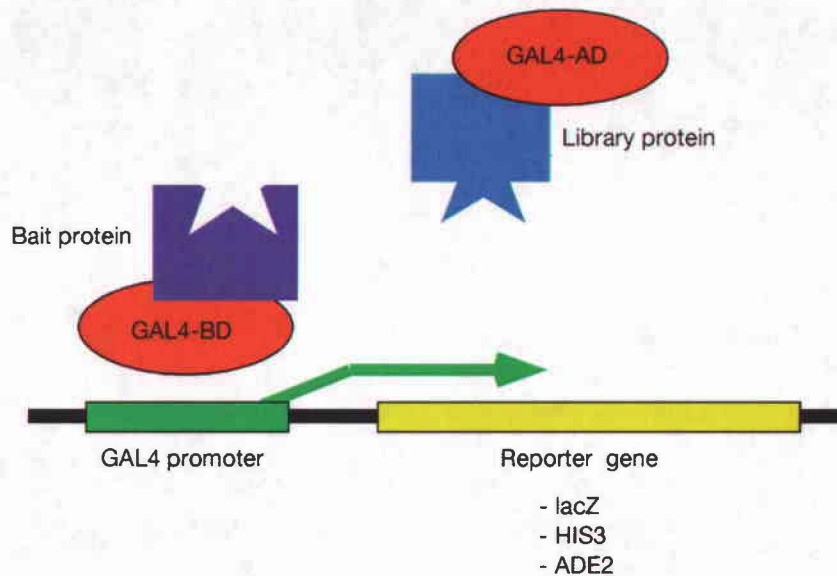 GAL4-AD
Library protein
Bait protein
GAL4-BD
GAL4 promoter
Reporter gene
- lacZ
- HIS3
- ADE2